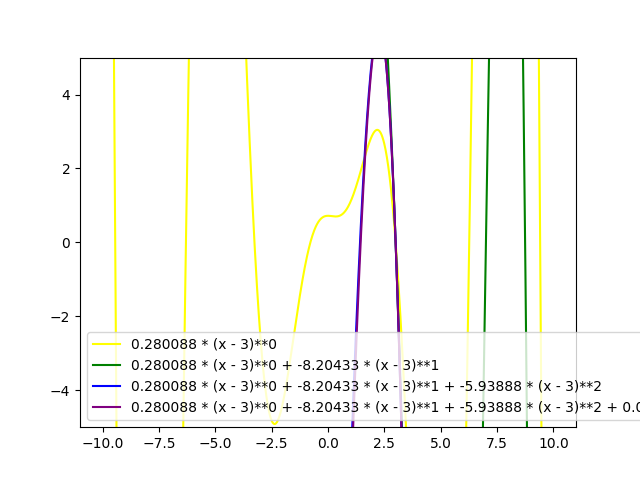 4
2
0
−2
−4
0.280088 * (x - 3)**0
0.280088 * (x - 3)**0 + -8.20433 * (x - 3)**1
0.280088 * (x - 3)**0 + -8.20433 * (x - 3)**1 + -5.93888 * (x - 3)**2
0.280088 * (x - 3)**0 + -8.20433 * (x - 3)**1 + -5.93888 * (x - 3)**2 + 0.0
−10.0 −7.5 −5.0 −2.5 0.0 2.5 5.0 7.5 10.0